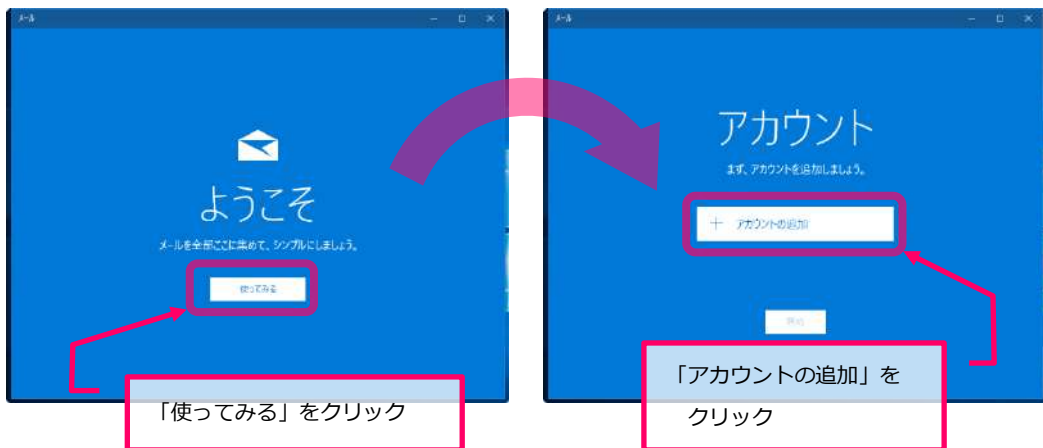 メール
ようこそ
メールを全部ここに集めて、シンプルにしましょう。
使ってみる
「使ってみる」をクリック
メール
アカウント
まず、アカウントを追加しましょう。
+ アカウントの追加
「アカウントの追加」を
クリック